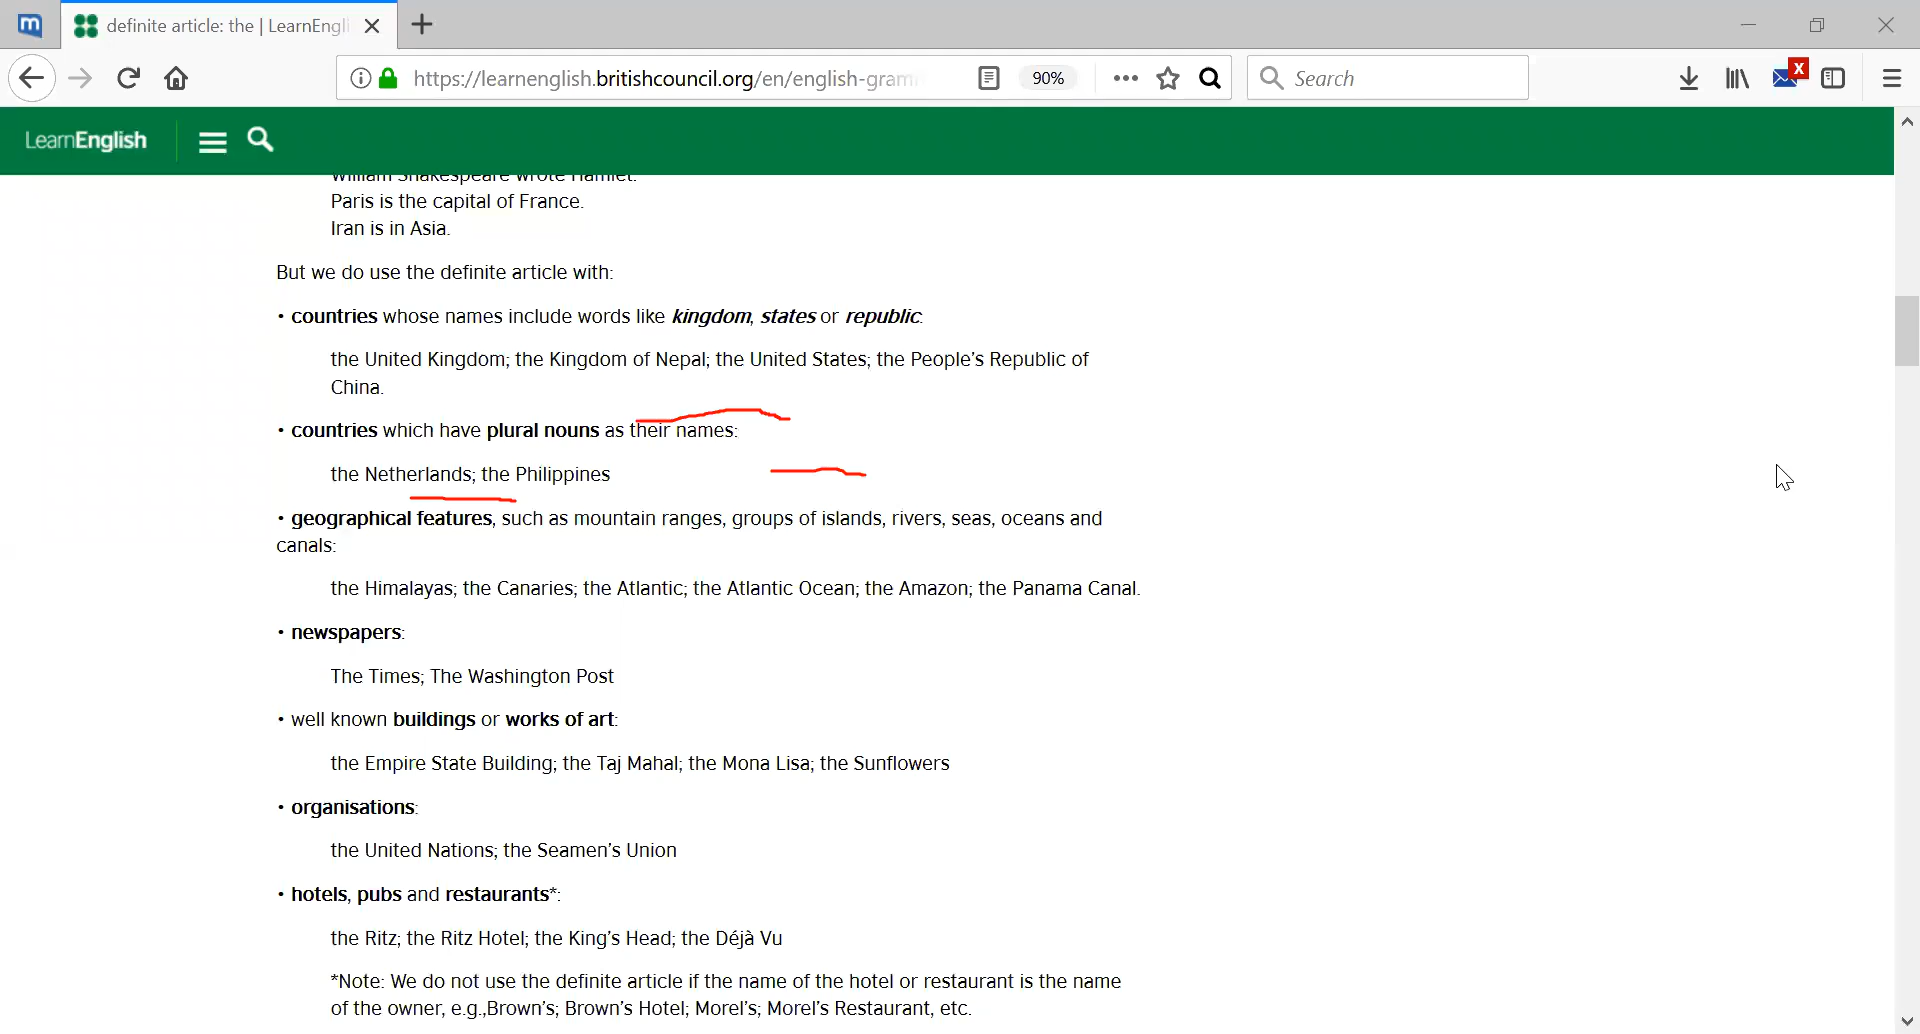 definite article: the | LearnEngli
https://learnenglish.britishcouncil.org/en/english-gram
90%
Search
X
LearnEnglish
William Shakespeare wrote Hamlet.
Paris is the capital of France.
Iran is in Asia.
But we do use the definite article with:
• countries whose names include words like kingdom, states or republic:
the United Kingdom; the Kingdom of Nepal; the United States; the People’s Republic of
China.
• countries which have plural nouns as their names:
the Netherlands; the Philippines
• geographical features, such as mountain ranges, groups of islands, rivers, seas, oceans and
canals:
the Himalayas; the Canaries; the Atlantic; the Atlantic Ocean; the Amazon; the Panama Canal.
• newspapers:
The Times; The Washington Post
• well known buildings or works of art:
the Empire State Building; the Taj Mahal; the Mona Lisa; the Sunflowers
• organisations:
the United Nations; the Seamen’s Union
• hotels, pubs and restaurants*:
the Ritz; the Ritz Hotel; the King’s Head; the Déjà Vu
*Note: We do not use the definite article if the name of the hotel or restaurant is the name
of the owner, e.g.,Brown’s; Brown’s Hotel; Morel’s; Morel’s Restaurant, etc.